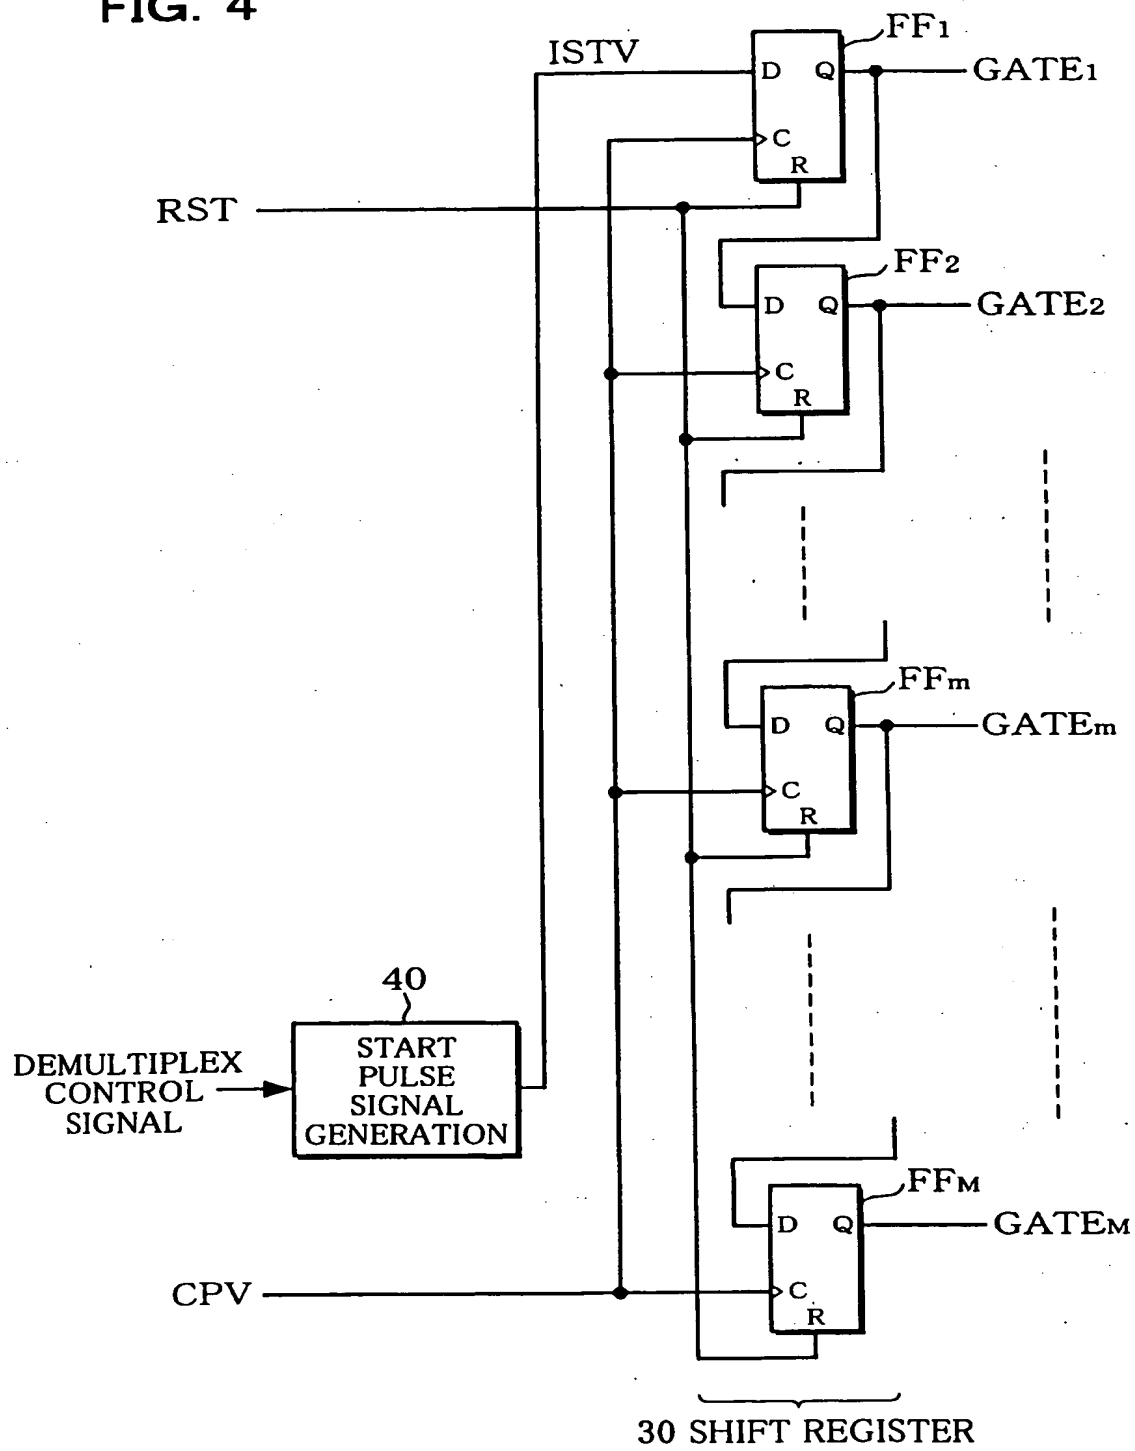 FIG. 4
ISTV
FF1
D Q
GATE1
C
R
RST
FF2
D Q
GATE2
C
R
FFm
D Q
GATEm
C
R
40
START
PULSE
SIGNAL
GENERATION
DEMULTIPLEX
CONTROL
SIGNAL
FFM
D Q
GATEM
C
R
CPV
30 SHIFT REGISTER